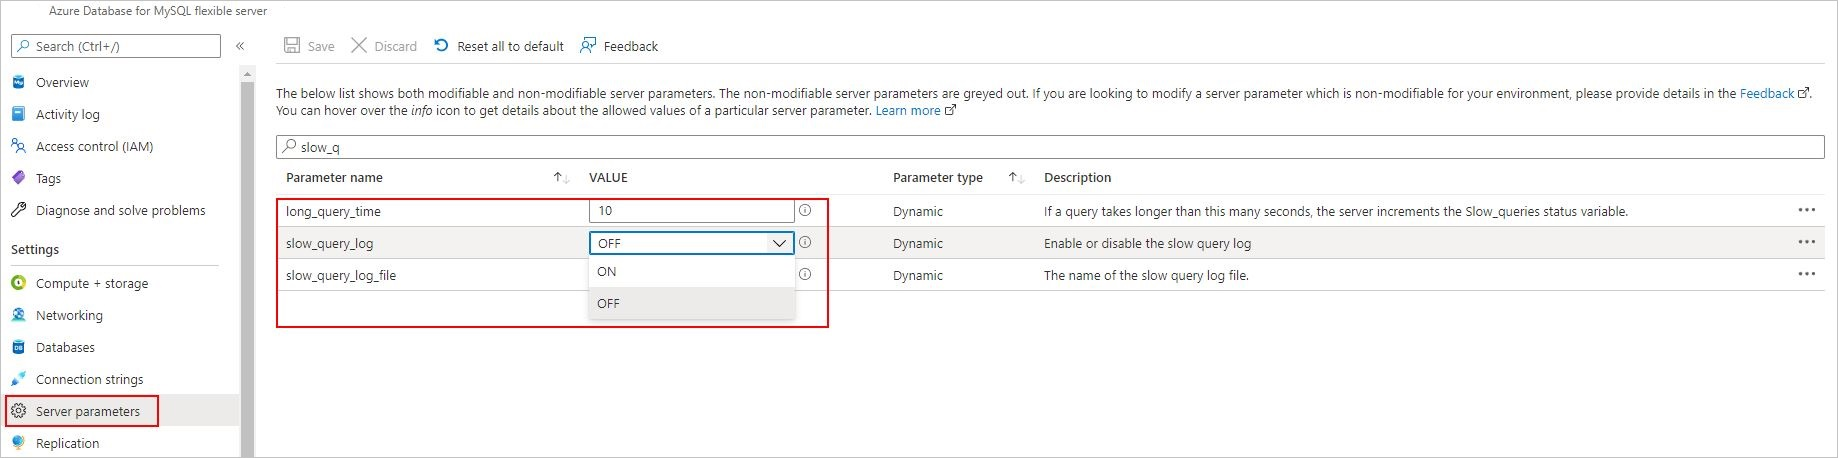 Azure Database for MySQL flexible server
Search (Ctrl+/)
«
Save
Discard
Reset all to default
Feedback
Overview
Activity log
Access control (IAM)
Tags
Diagnose and solve problems
Settings
Compute + storage
Networking
Databases
Connection strings
Server parameters
Replication
The below list shows both modifiable and non-modifiable server parameters. The non-modifiable server parameters are greyed out. If you are looking to modify a server parameter which is non-modifiable for your environment, please provide details in the Feedback.
You can hover over the info icon to get details about the allowed values of a particular server parameter. Learn more
slow_q
Parameter name VALUE Parameter type Description
long_query_time 10 Dynamic If a query takes longer than this many seconds, the server increments the Slow_queries status variable. ...
slow_query_log OFF Dynamic Enable or disable the slow query log ...
ON
slow_query_log_file Dynamic The name of the slow query log file. ...
OFF